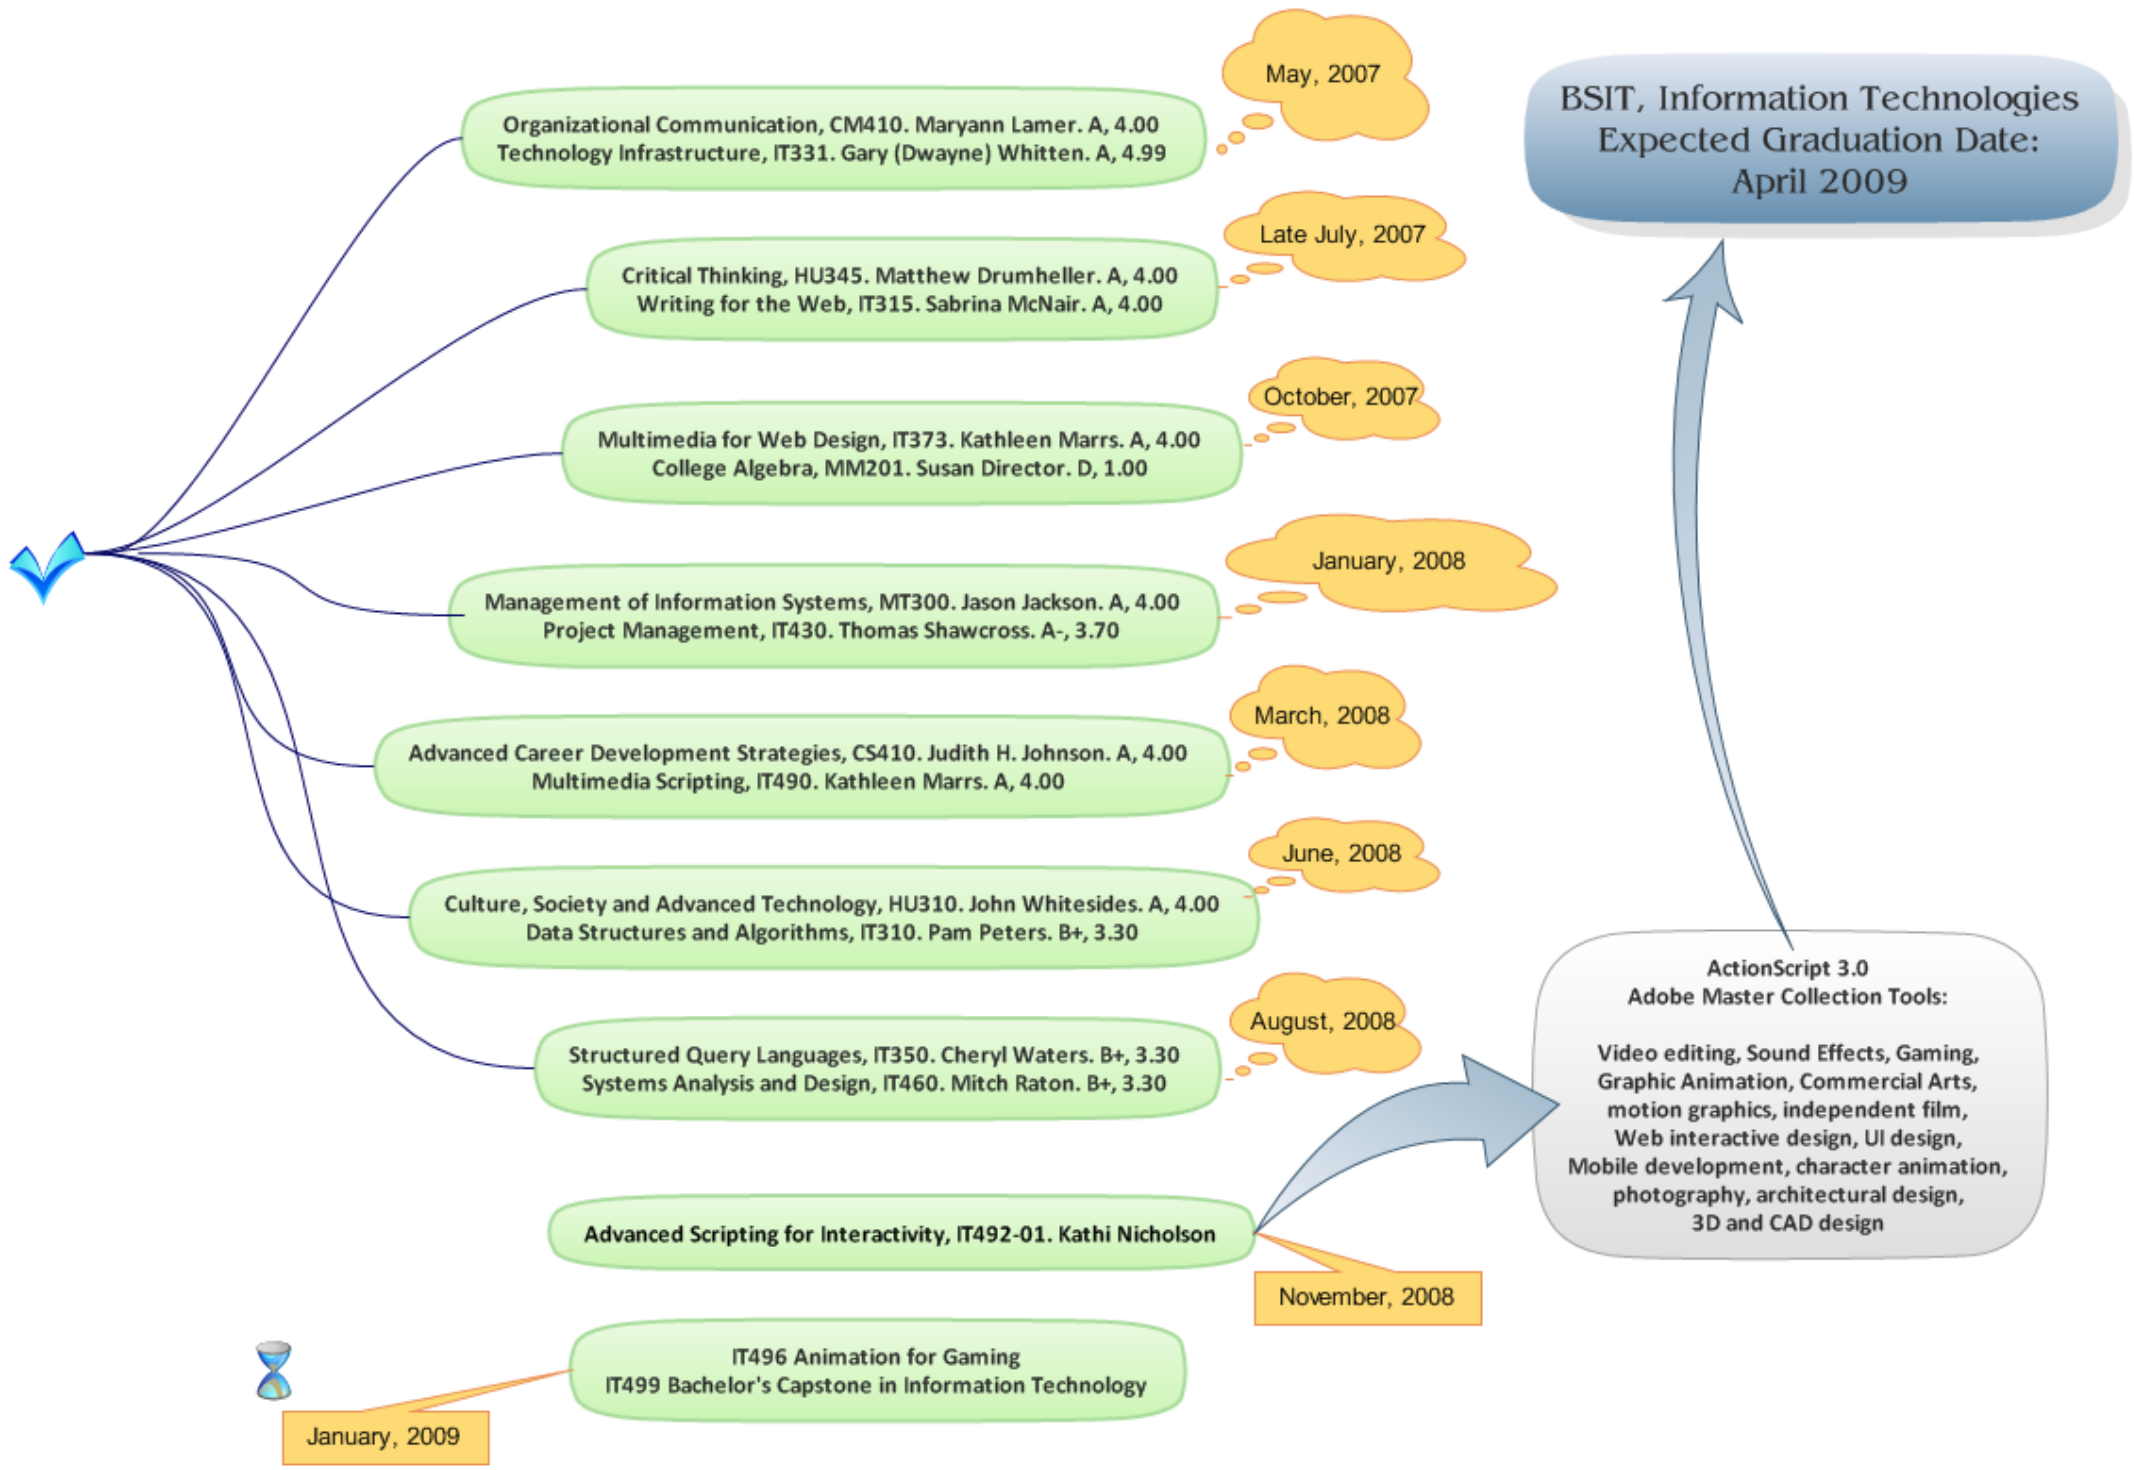 May, 2007
Organizational Communication, CM410. Maryann Lamer. A, 4.00
Technology Infrastructure, IT331. Gary (Dwayne) Whitten. A, 4.99
Late July, 2007
Critical Thinking, HU345. Matthew Drumheller. A, 4.00
Writing for the Web, IT315. Sabrina McNair. A, 4.00
October, 2007
Multimedia for Web Design, IT373. Kathleen Marrs. A, 4.00
College Algebra, MM201. Susan Director. D, 1.00
January, 2008
Management of Information Systems, MT300. Jason Jackson. A, 4.00
Project Management, IT430. Thomas Shawcross. A-, 3.70
March, 2008
Advanced Career Development Strategies, CS410. Judith H. Johnson. A, 4.00
Multimedia Scripting, IT490. Kathleen Marrs. A, 4.00
June, 2008
Culture, Society and Advanced Technology, HU310. John Whitesides. A, 4.00
Data Structures and Algorithms, IT310. Pam Peters. B+, 3.30
August, 2008
Structured Query Languages, IT350. Cheryl Waters. B+, 3.30
Systems Analysis and Design, IT460. Mitch Raton. B+, 3.30
Advanced Scripting for Interactivity, IT492-01. Kathi Nicholson
November, 2008
IT496 Animation for Gaming
IT499 Bachelor's Capstone in Information Technology
January, 2009
BSIT, Information Technologies
Expected Graduation Date:
April 2009
ActionScript 3.0
Adobe Master Collection Tools:
Video editing, Sound Effects, Gaming,
Graphic Animation, Commercial Arts,
motion graphics, independent film,
Web interactive design, UI design,
Mobile development, character animation,
photography, architectural design,
3D and CAD design